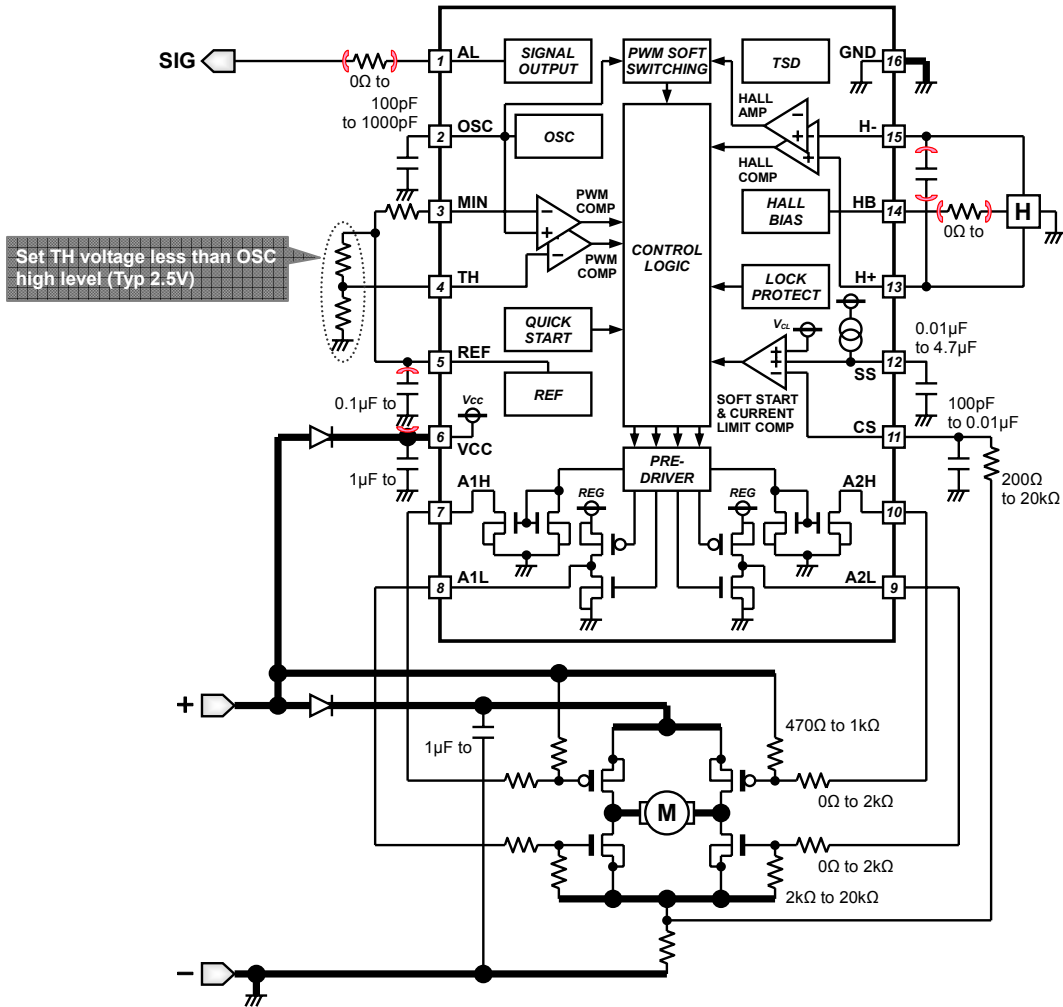 SIG
0Ω to
1
AL
SIGNAL
OUTPUT
PWM SOFT
SWITCHING
TSD
GND
16
100pF
to 1000pF
2
OSC
OSC
HALL
AMP
HALL
COMP
H-
15
3
MIN
PWM
COMP
PWM
COMP
CONTROL
LOGIC
HALL
BIAS
HB
14
0Ω to
H
Set TH voltage less than OSC
high level (Typ 2.5V)
4
TH
LOCK
PROTECT
H+
13
QUICK
START
VCL
0.01µF
to 4.7µF
5
REF
REF
SS
12
SOFT START
& CURRENT
LIMIT COMP
0.1µF to
Vcc
6
VCC
CS
11
100pF
to 0.01µF
1µF to
200Ω
to 20kΩ
PRE-
DRIVER
A1H
7
REG
REG
A2H
10
8
A1L
A2L
9
+
1µF to
470Ω to 1kΩ
0Ω to 2kΩ
M
0Ω to 2kΩ
2kΩ to 20kΩ
−